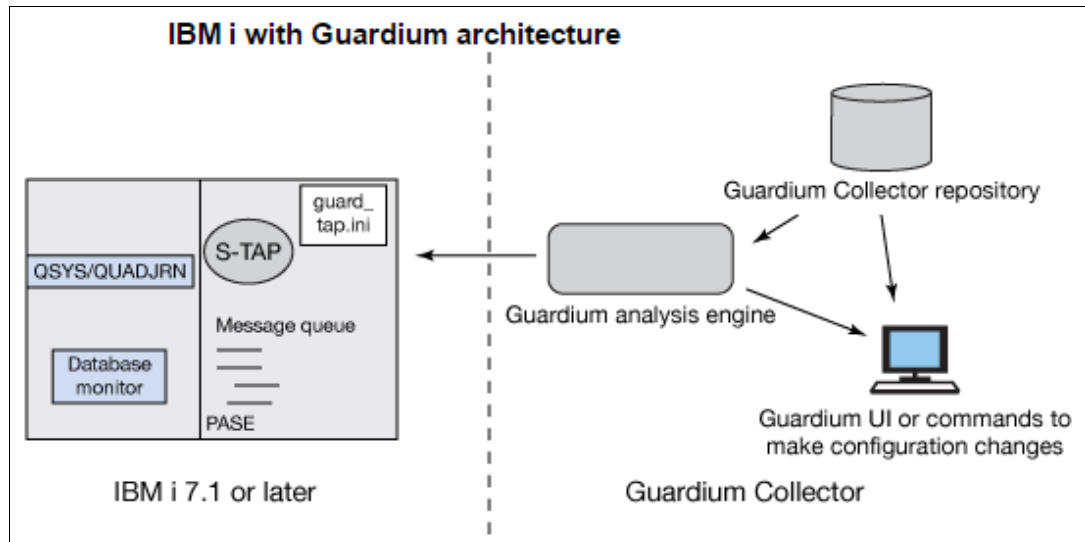 IBM i with Guardium architecture
guard_
tap.ini
S-TAP
QSYS/QUADJRN
Message queue
Database
monitor
PASE
IBM i 7.1 or later
Guardium Collector repository
Guardium analysis engine
Guardium UI or commands to
make configuration changes
Guardium Collector